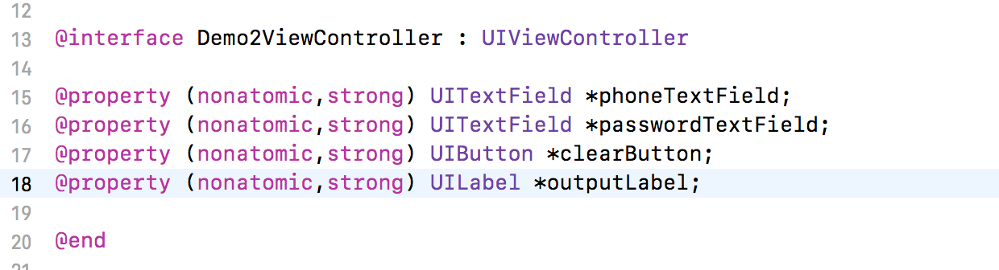 12
13 @interface Demo2ViewController : UIViewController
14
15 @property (nonatomic,strong) UITextField *phoneTextField;
16 @property (nonatomic,strong) UITextField *passwordTextField;
17 @property (nonatomic,strong) UIButton *clearButton;
18 @property (nonatomic,strong) UILabel *outputLabel;
19
20 @end
21